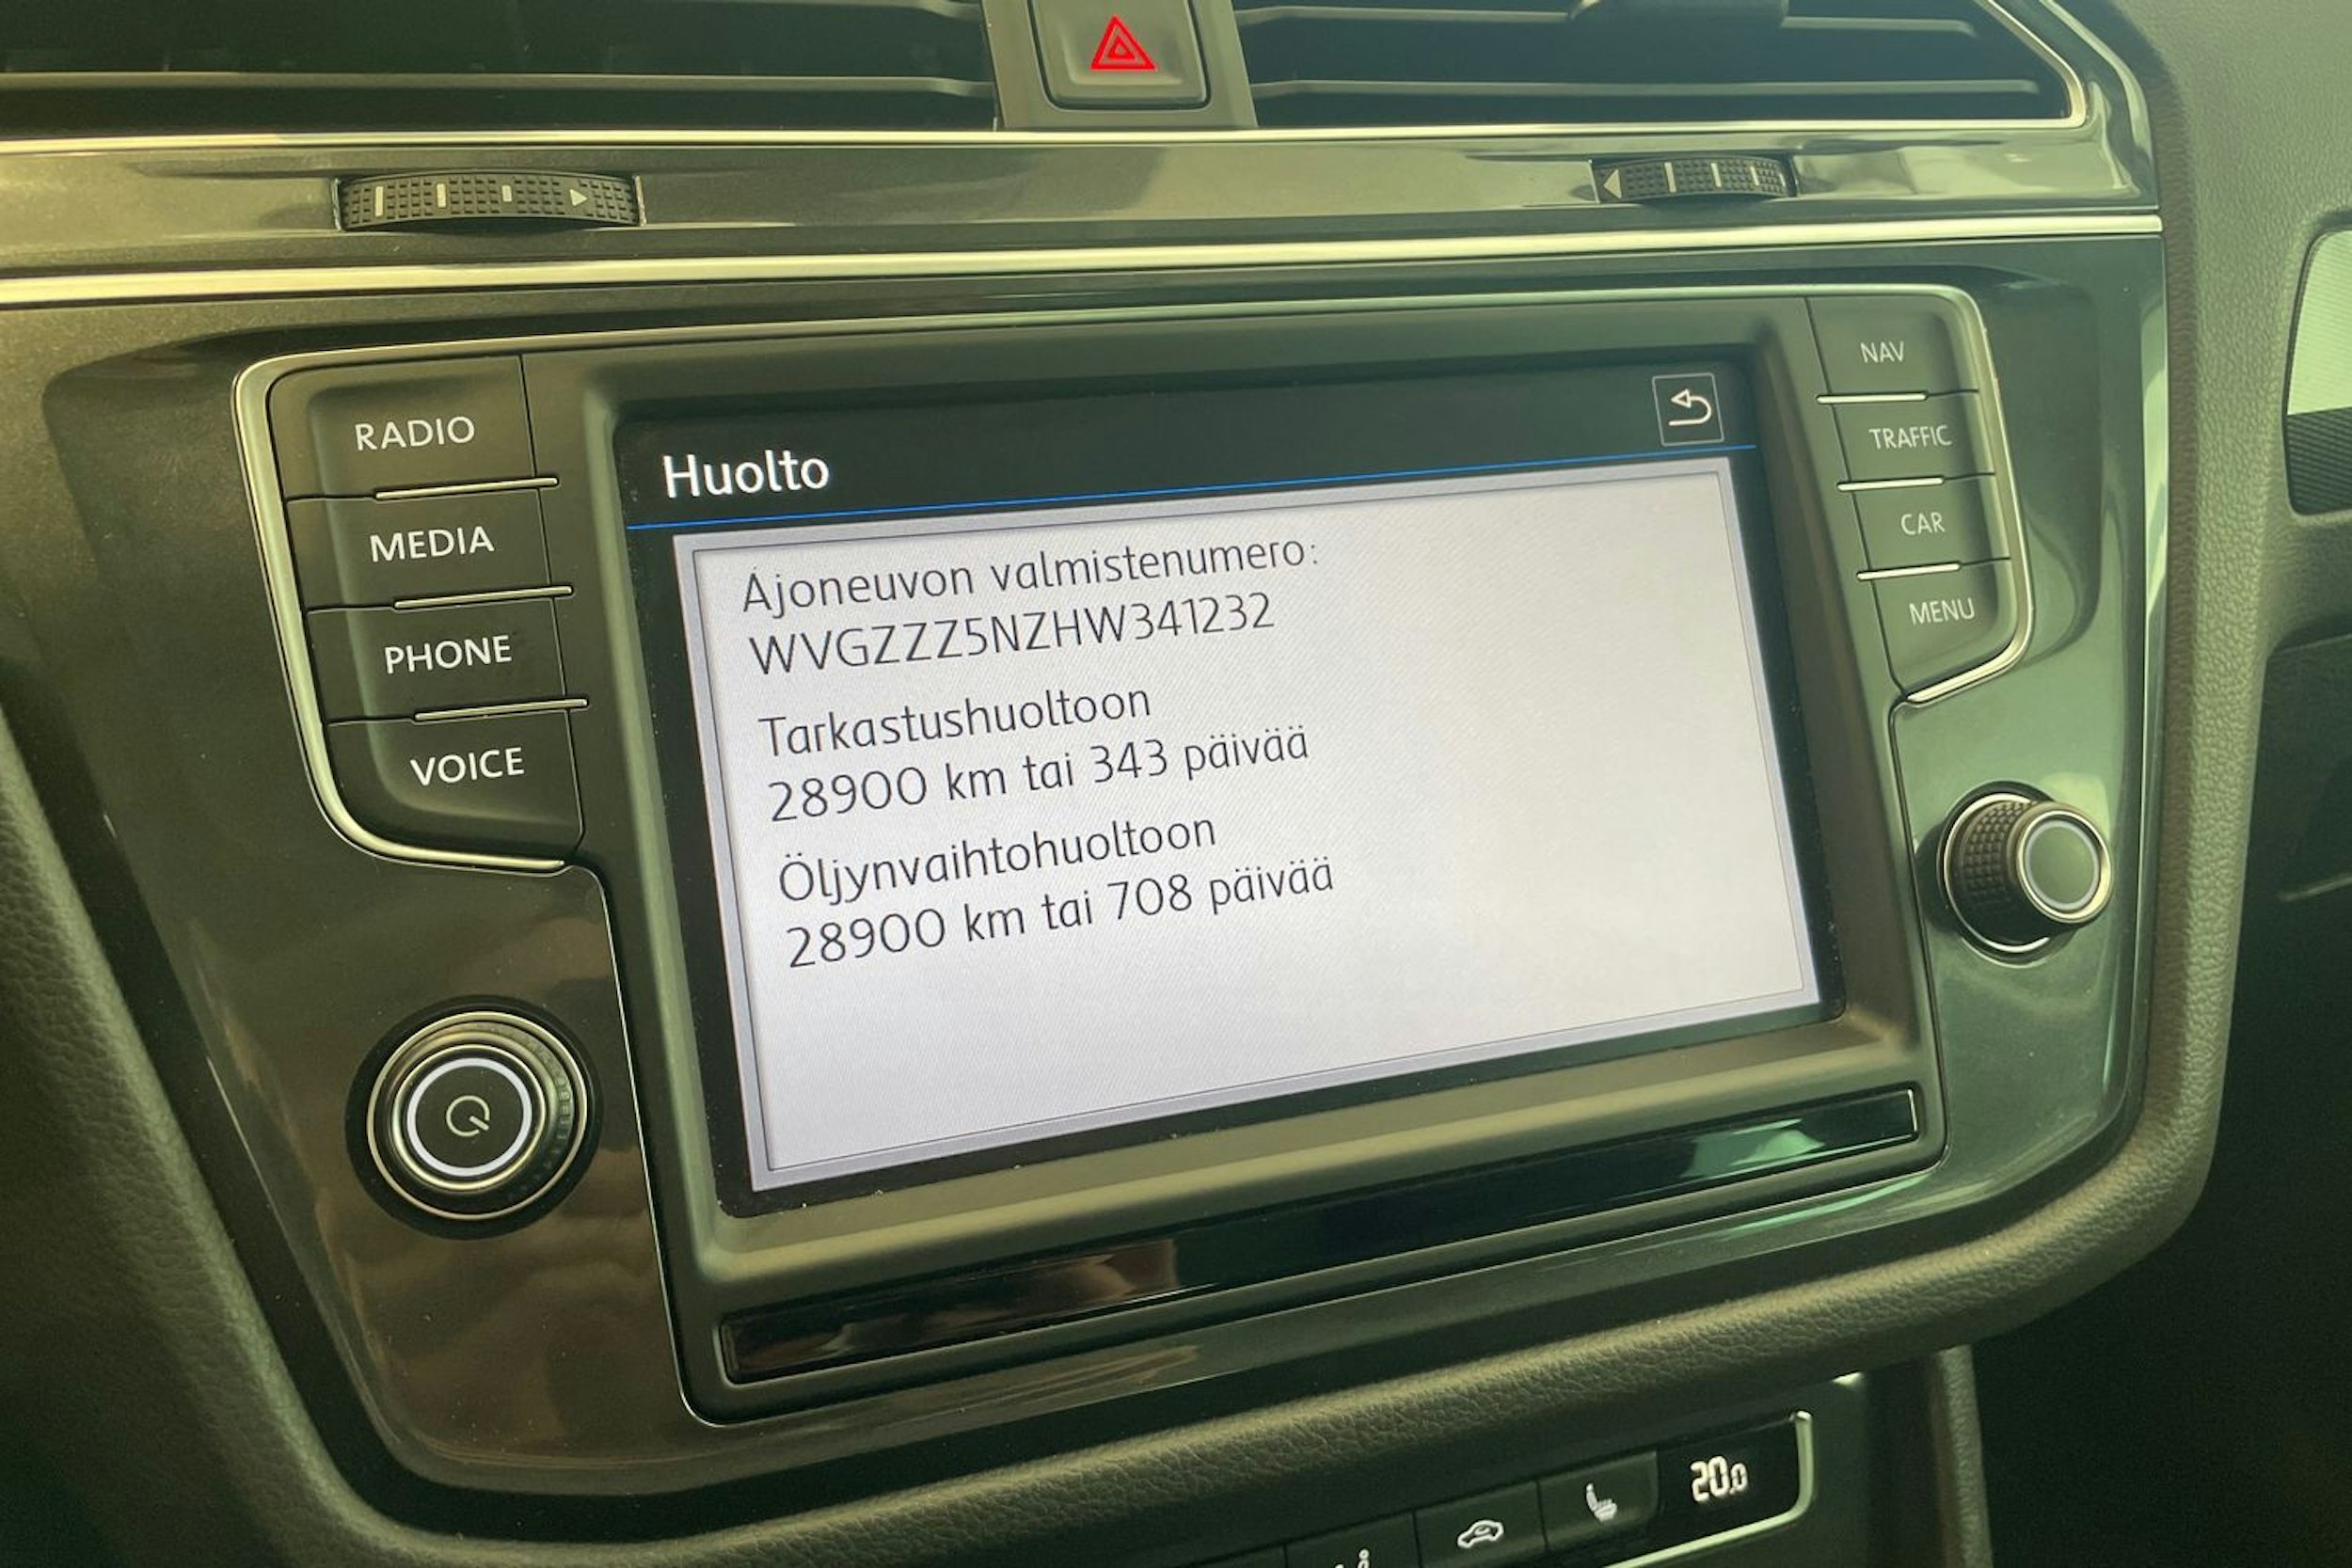 RADIO
MEDIA
PHONE
VOICE
Huolto
Ajoneuvon valmistenumero:
WVGZZZ5NZHW341232
Tarkastushuoltoon
28900 km tai 343 päivää
Öljynvaihtohuoltoon
28900 km tai 708 päivää
NAV
TRAFFIC
CAR
MENU
20.0